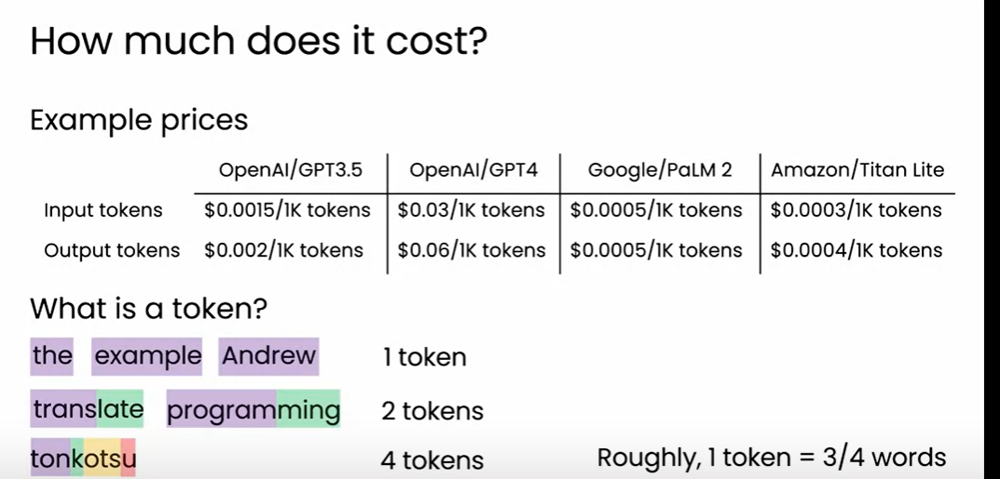 How much does it cost?
Example prices
OpenAI/GPT3.5 OpenAI/GPT4 Google/PaLM 2 Amazon/Titan Lite
Input tokens $0.0015/1K tokens $0.03/1K tokens $0.0005/1K tokens $0.0003/1K tokens
Output tokens $0.002/1K tokens $0.06/1K tokens $0.0005/1K tokens $0.0004/1K tokens
What is a token?
the example Andrew 1 token
translate programming 2 tokens
tonkotsu 4 tokens Roughly, 1 token = 3/4 words